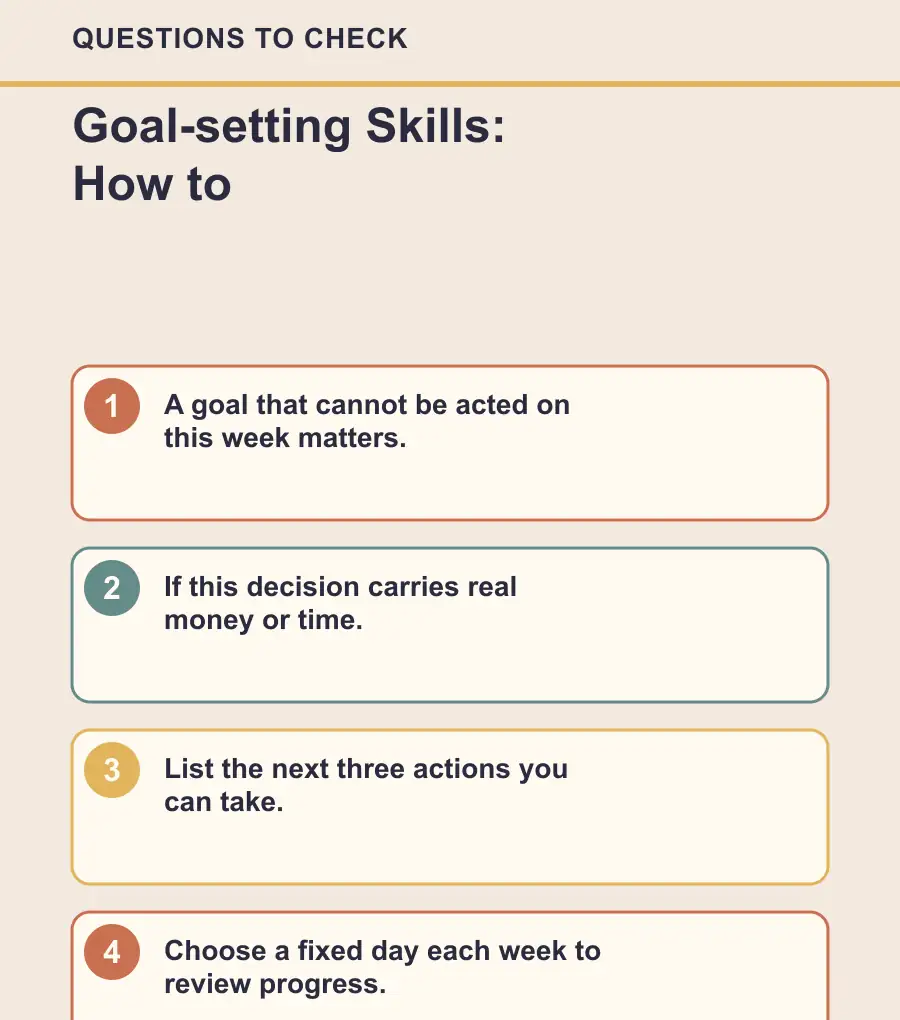 QUESTIONS TO CHECK
Goal-setting Skills:
How to
1
A goal that cannot be acted on
this week matters.
2
If this decision carries real
money or time.
3
List the next three actions you
can take.
4
Choose a fixed day each week to
review progress.